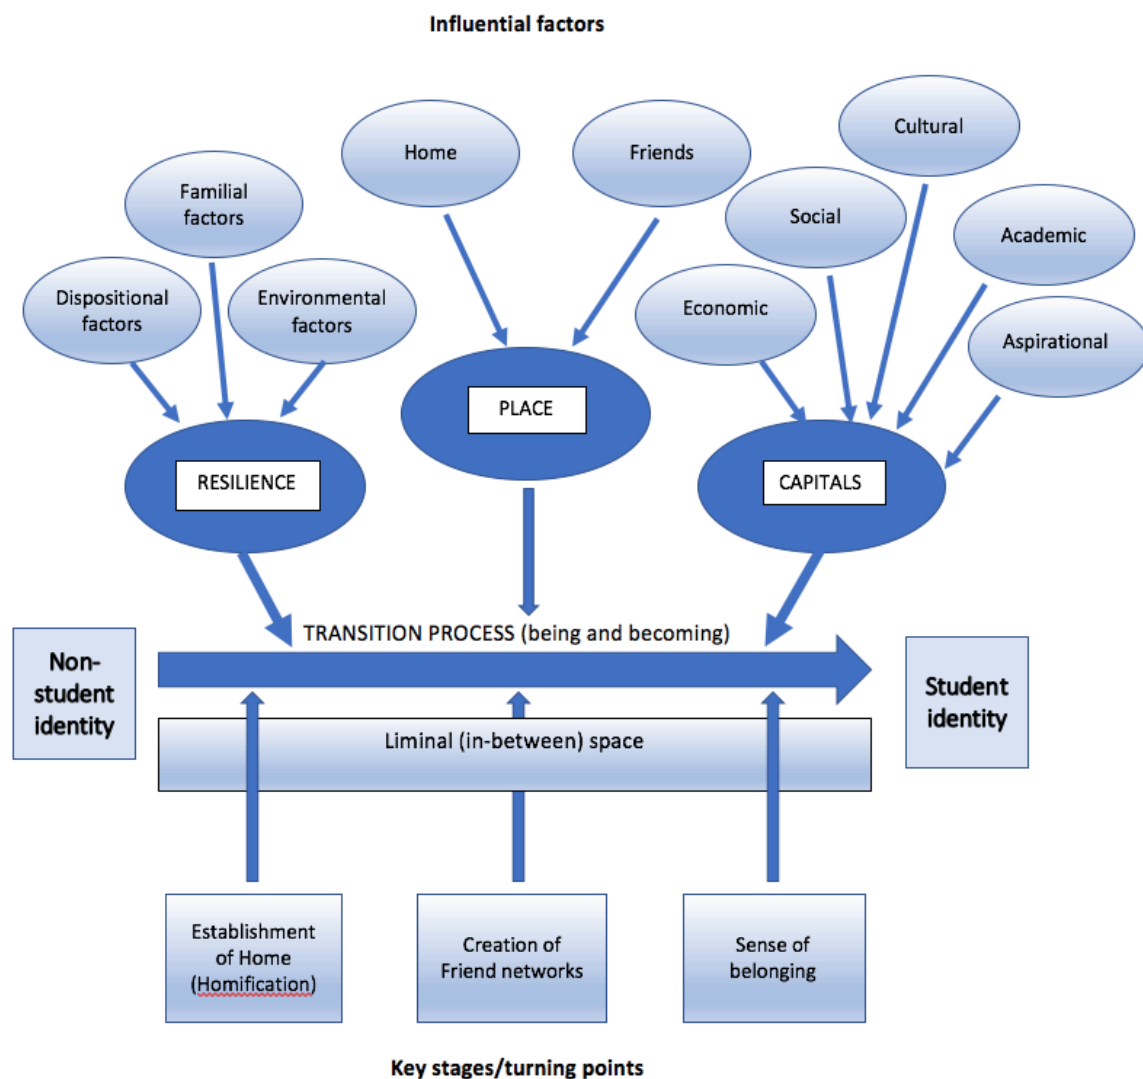 Influential factors
Cultural
Home
Friends
Familial
factors
Social
Academic
Dispositional
factors
Environmental
factors
Economic
Aspirational
PLACE
RESILIENCE
CAPITALS
TRANSITION PROCESS (being and becoming)
Non-
student
identity
Student
identity
Liminal (in-between) space
Establishment
of Home
(Homification)
Creation of
Friend networks
Sense of
belonging
Key stages/turning points